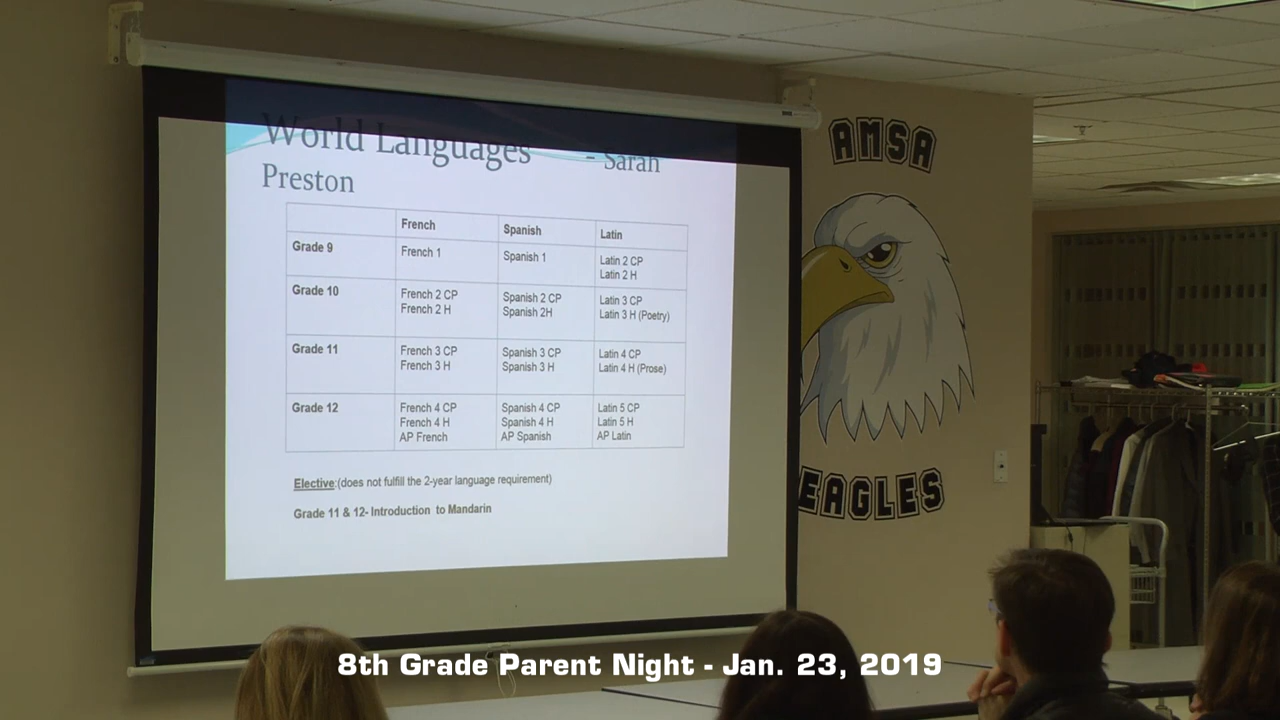 World Languages - Sarah
Preston
French Spanish Latin
Grade 9 French 1 Spanish 1 Latin 2 CP
Latin 2 H
Grade 10 French 2 CP Spanish 2 CP Latin 3 CP
French 2 H Spanish 2H Latin 3 H (Poetry)
Grade 11 French 3 CP Spanish 3 CP Latin 4 CP
French 3 H Spanish 3 H Latin 4 H (Prose)
Grade 12 French 4 CP Spanish 4 CP Latin 5 CP
French 4 H Spanish 4 H Latin 5 H
AP French AP Spanish AP Latin
Elective:(does not fulfill the 2-year language requirement)
Grade 11 & 12- Introduction to Mandarin
AMSA
EAGLES
8th Grade Parent Night - Jan. 23, 2019